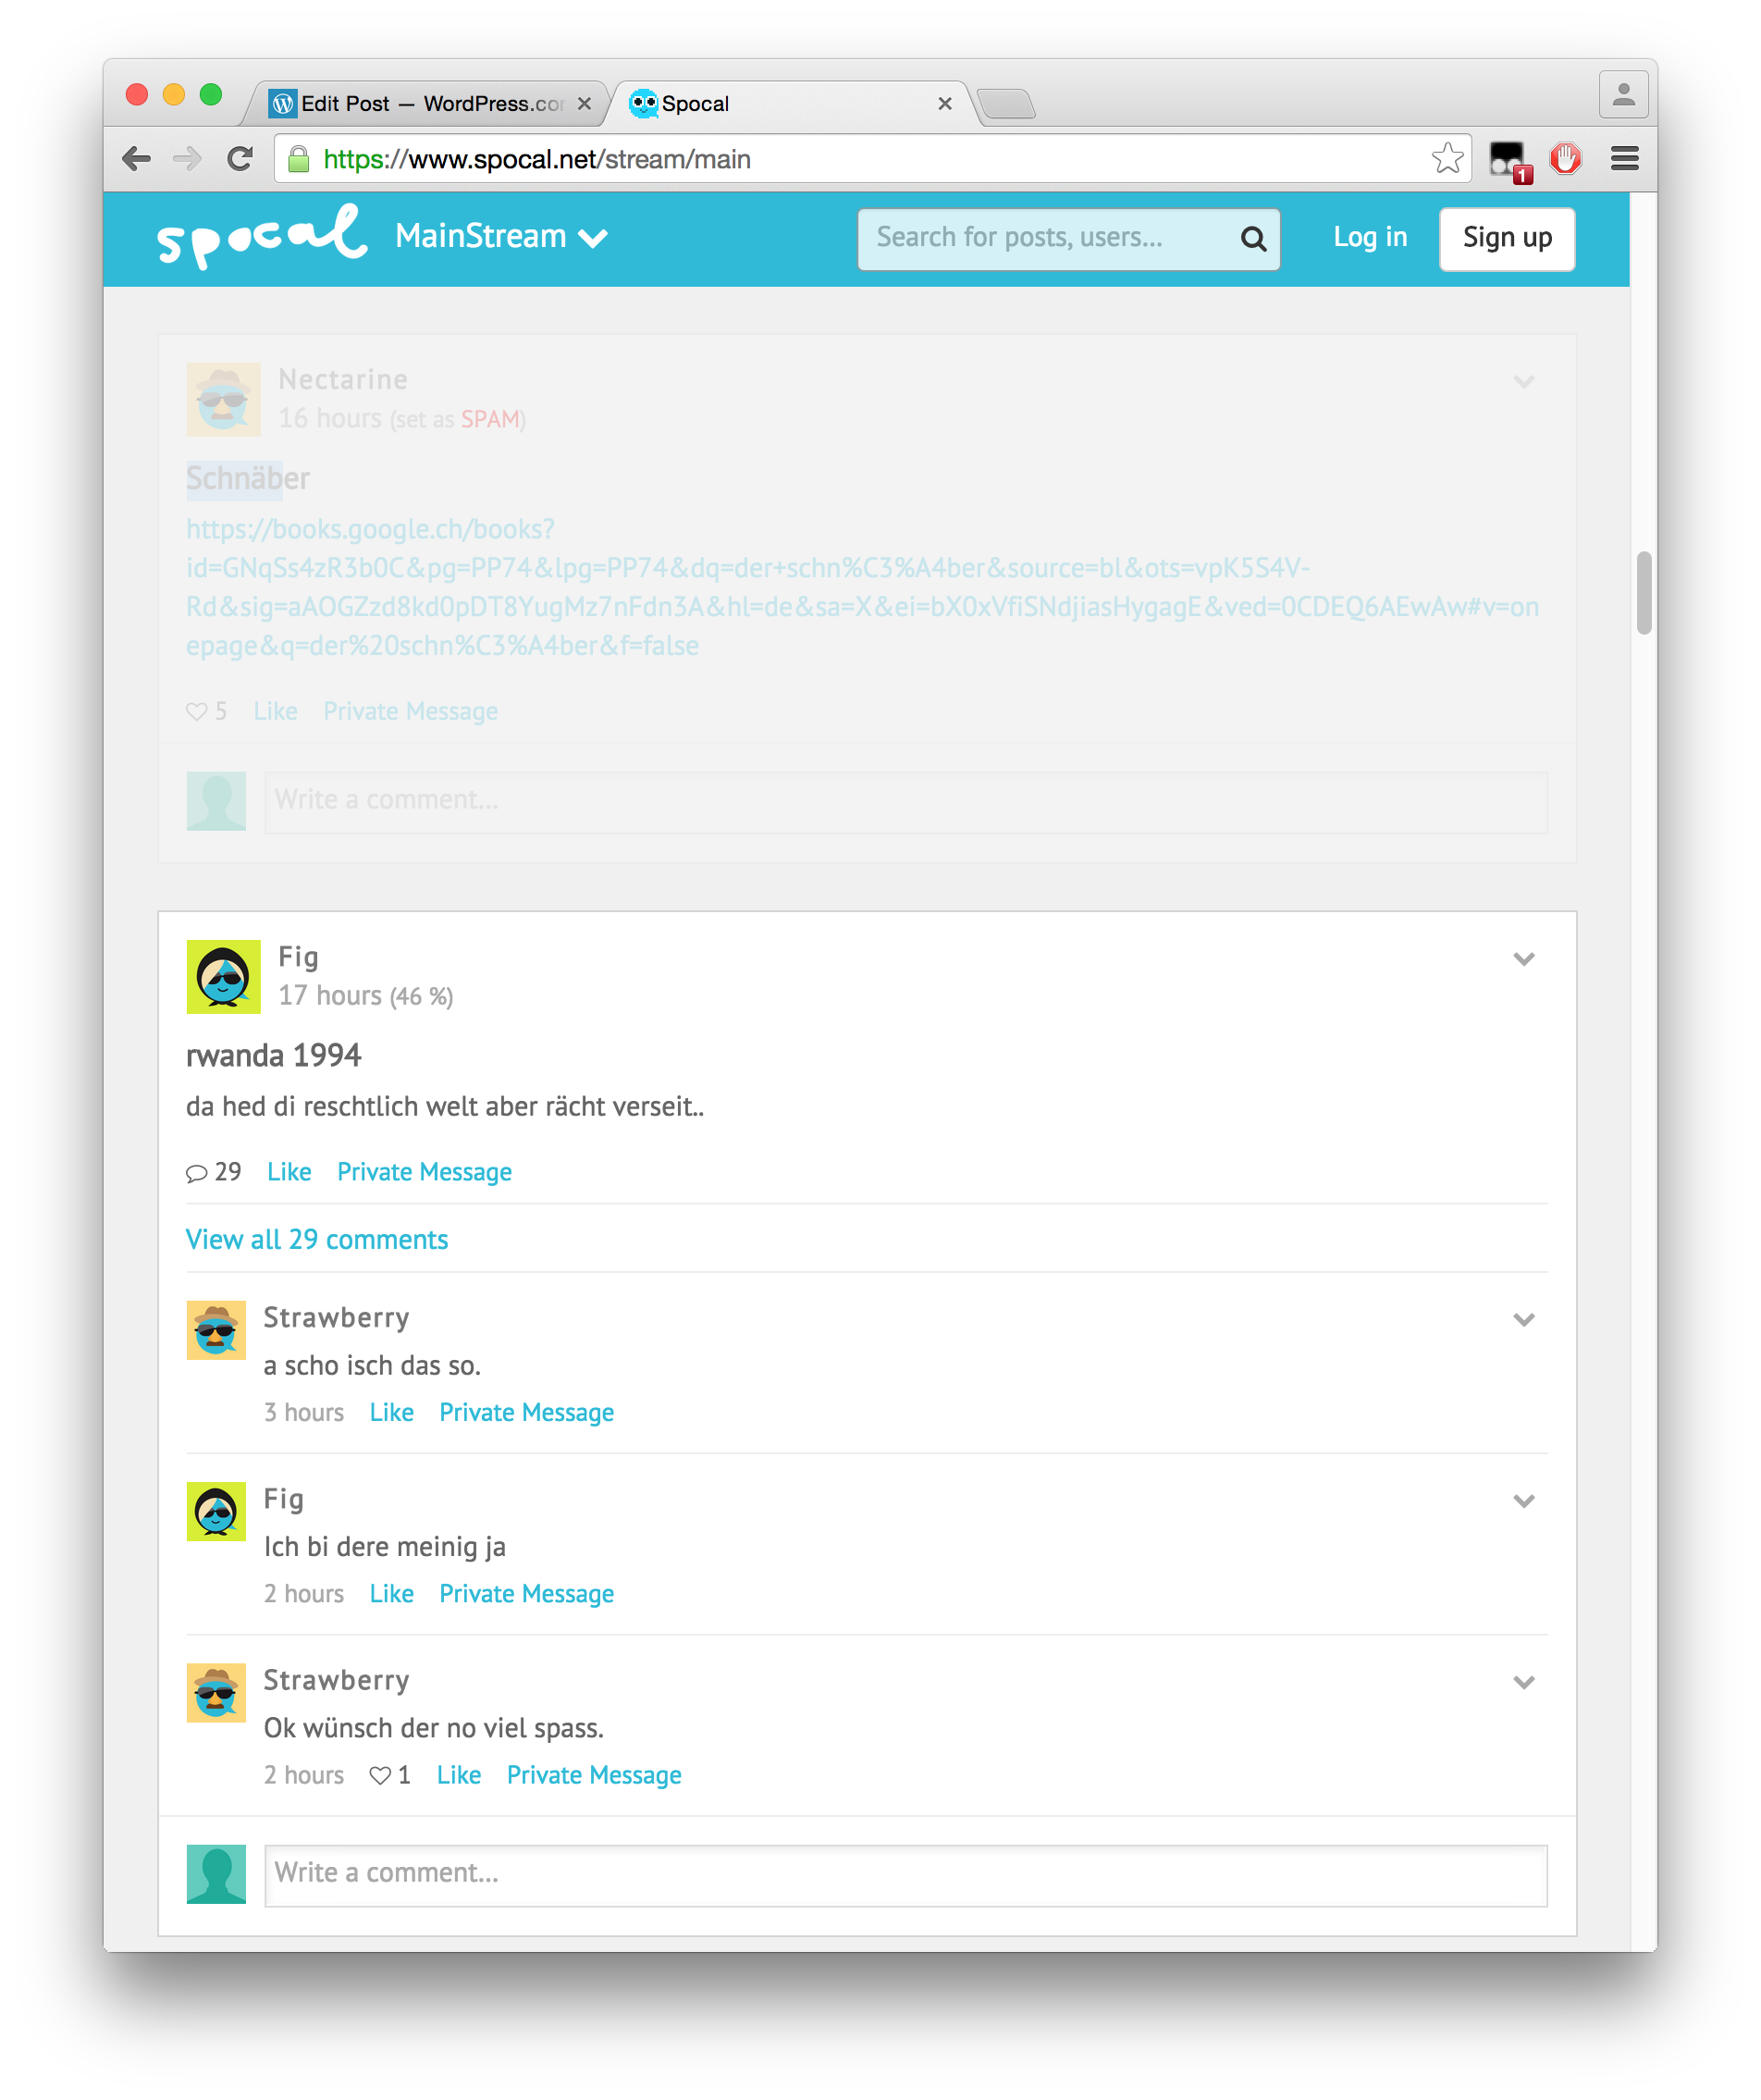 Edit Post — WordPress.com
Spocal
https://www.spocal.net/stream/main
1
spocal MainStream
Search for posts, users...
Log in
Sign up
Nectarine
16 hours (set as SPAM)
Schnäber
https://books.google.ch/books?
id=GNqSs4zR3b0C&pg=PP74&lpg=PP74&dq=der+schn%C3%A4ber&source=bl&ots=vpK5S4V-
Rd&sig=aAOGZzd8kd0pDT8YugMz7nFdn3A&hl=de&sa=X&ei=bX0xVfiSNdjiasHygagE&ved=0CDEQ6AEwAw#v=on
epage&q=der%20schn%C3%A4ber&f=false
5 Like Private Message
Write a comment...
Fig
17 hours (46 %)
rwanda 1994
da hed di reschtlich welt aber rächt verseit..
29 Like Private Message
View all 29 comments
Strawberry
a scho isch das so.
3 hours Like Private Message
Fig
Ich bi dere meinig ja
2 hours Like Private Message
Strawberry
Ok wünsch der no viel spass.
2 hours 1 Like Private Message
Write a comment...